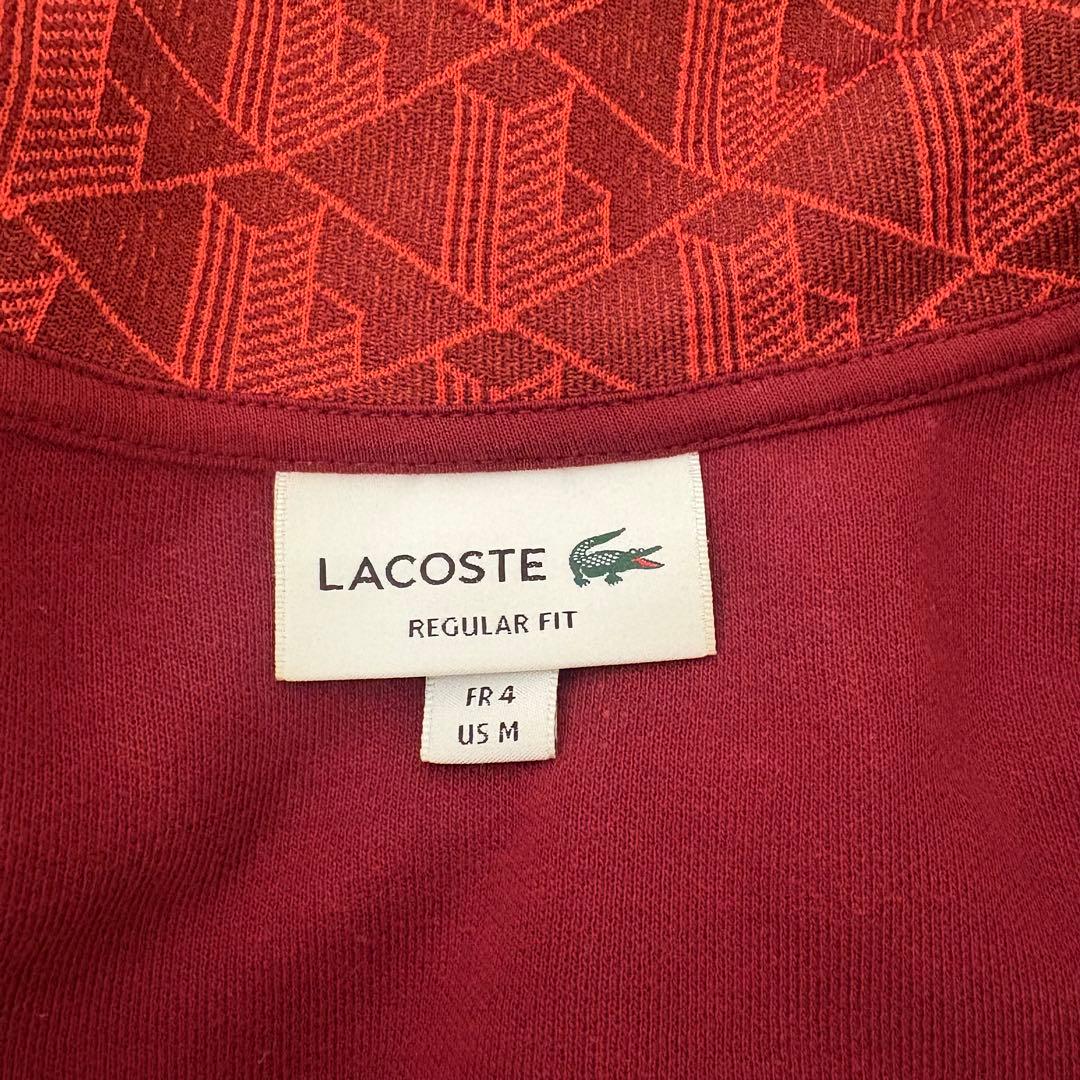 LACOSTE
REGULAR FIT
FR 4
US M